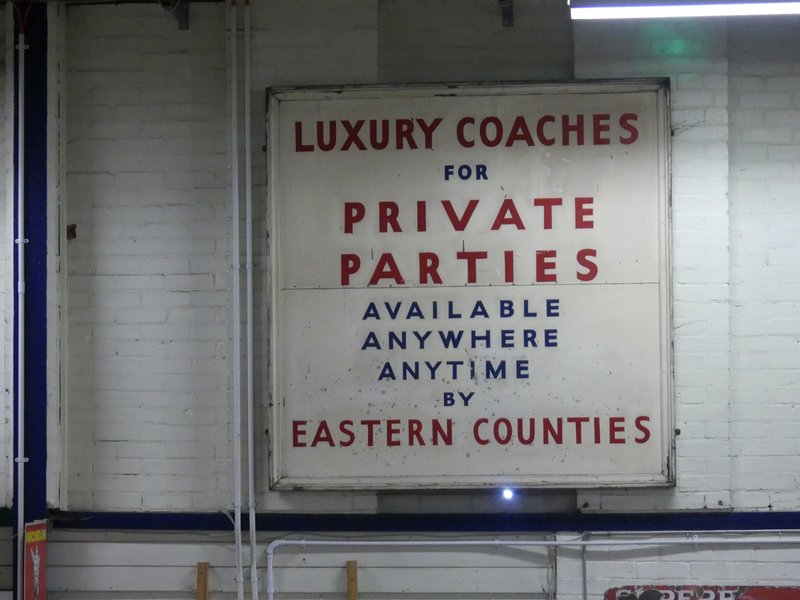 LUXURY COACHES
FOR
PRIVATE
PARTIES
AVAILABLE
ANYWHERE
ANYTIME
BY
EASTERN COUNTIES